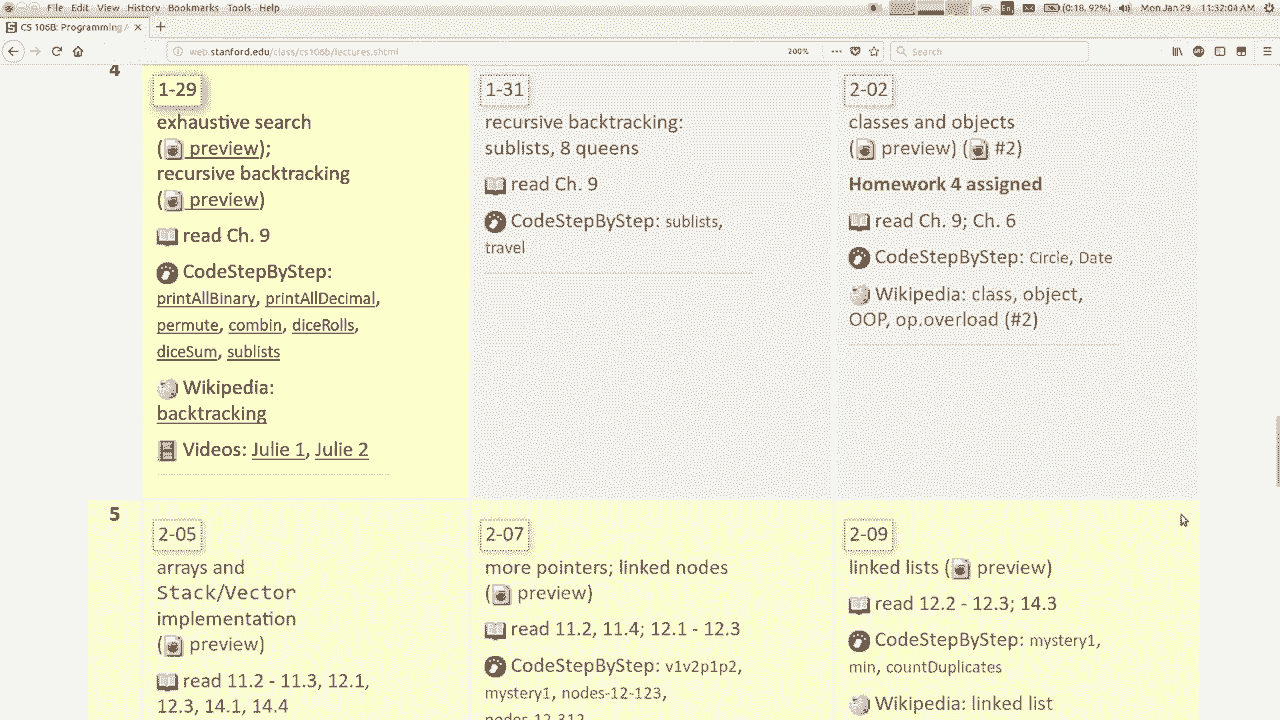 File Edit View History Bookmarks Tools Help
En
(0:18, 92%)
Mon Jan 29 11:32:03 AM
CS 106B: Programming A
web.stanford.edu/class/cs106b/lectures.shtml
200%
Search
4
1-29
exhaustive search
( preview);
recursive backtracking
( preview)
read Ch. 9
CodeStepByStep:
printAllBinary, printAllDecimal,
permute, combin, diceRolls,
diceSum, sublists
Wikipedia:
backtracking
Videos: Julie 1, Julie 2
1-31
recursive backtracking:
sublists, 8 queens
read Ch. 9
CodeStepByStep: sublists,
travel
2-02
classes and objects
( preview) ( #2)
Homework 4 assigned
read Ch. 9; Ch. 6
CodeStepByStep: Circle, Date
Wikipedia: class, object,
OOP, op.overload (#2)
5
2-05
arrays and
Stack/Vector
implementation
( preview)
read 11.2 - 11.3, 12.1,
12.3, 14.1, 14.4
2-07
more pointers; linked nodes
( preview)
read 11.2, 11.4; 12.1 - 12.3
CodeStepByStep: v1v2p1p2,
mystery1, nodes-12-123,
nodes-12-312
2-09
linked lists ( preview)
read 12.2 - 12.3; 14.3
CodeStepByStep: mystery1,
min, countDuplicates
Wikipedia: linked list